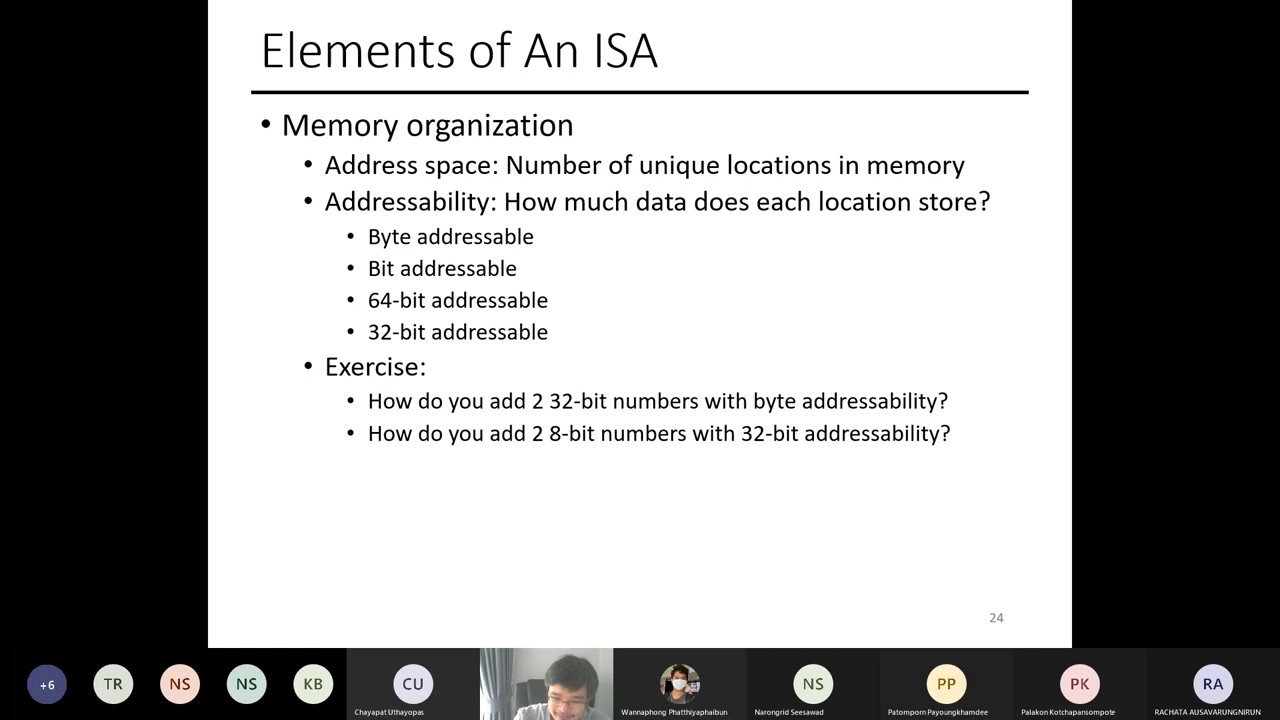 Elements of An ISA
• Memory organization
• Address space: Number of unique locations in memory
• Addressability: How much data does each location store?
• Byte addressable
• Bit addressable
• 64-bit addressable
• 32-bit addressable
• Exercise:
• How do you add 2 32-bit numbers with byte addressability?
• How do you add 2 8-bit numbers with 32-bit addressability?
24
+6 TR NS NS KB CU NS PP PK RA
Chayapat Uthayopas Wannaphong Phatthiyaphaibun Narongrid Seesawad Patomporn Payoungkhamdee Palakon Kotchapansompote RACHATA AUSAVARUNGNIRUN